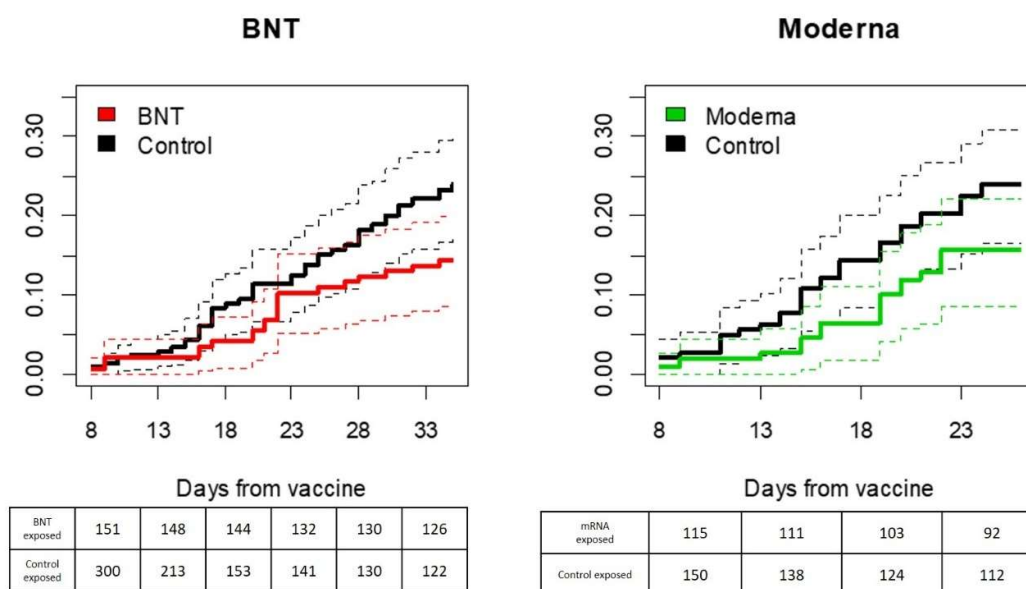 BNT
BNT
Control
0.30
0.20
0.10
0.00
8 13 18 23 28 33
Days from vaccine
BNT exposed 151 148 144 132 130 126
Control exposed 300 213 153 141 130 122
Moderna
Moderna
Control
0.30
0.20
0.10
0.00
8 13 18 23
Days from vaccine
mRNA exposed 115 111 103 92
Control exposed 150 138 124 112